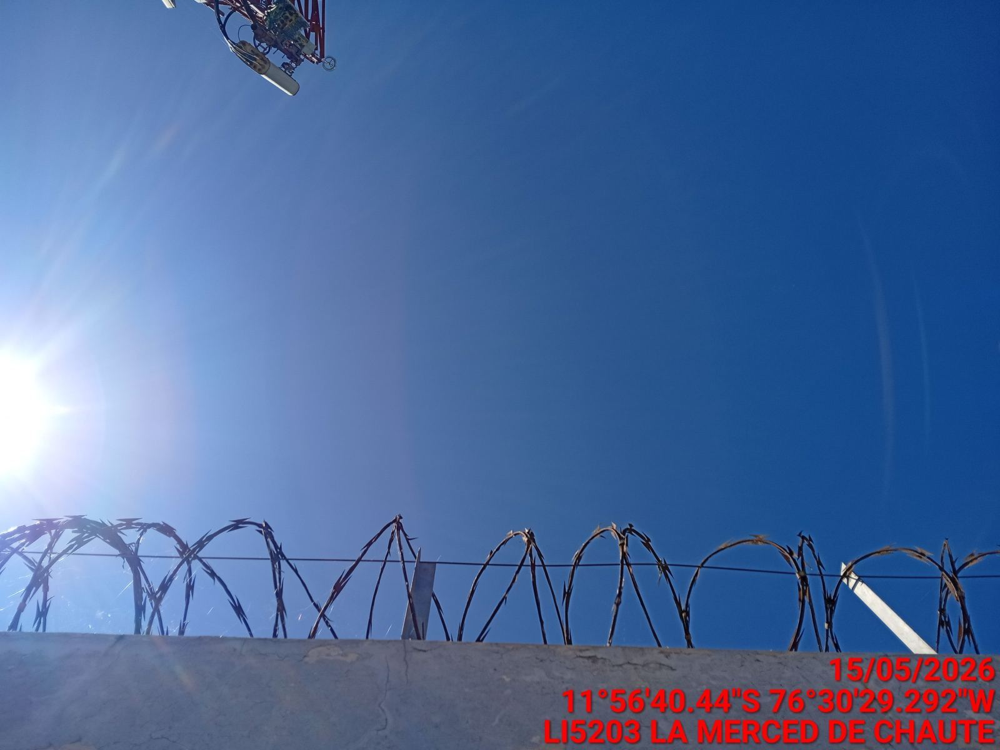 15/05/2026
11°56'40.44"S 76°30'29.292"W
LI5203 LA MERCED DE CHAUTE